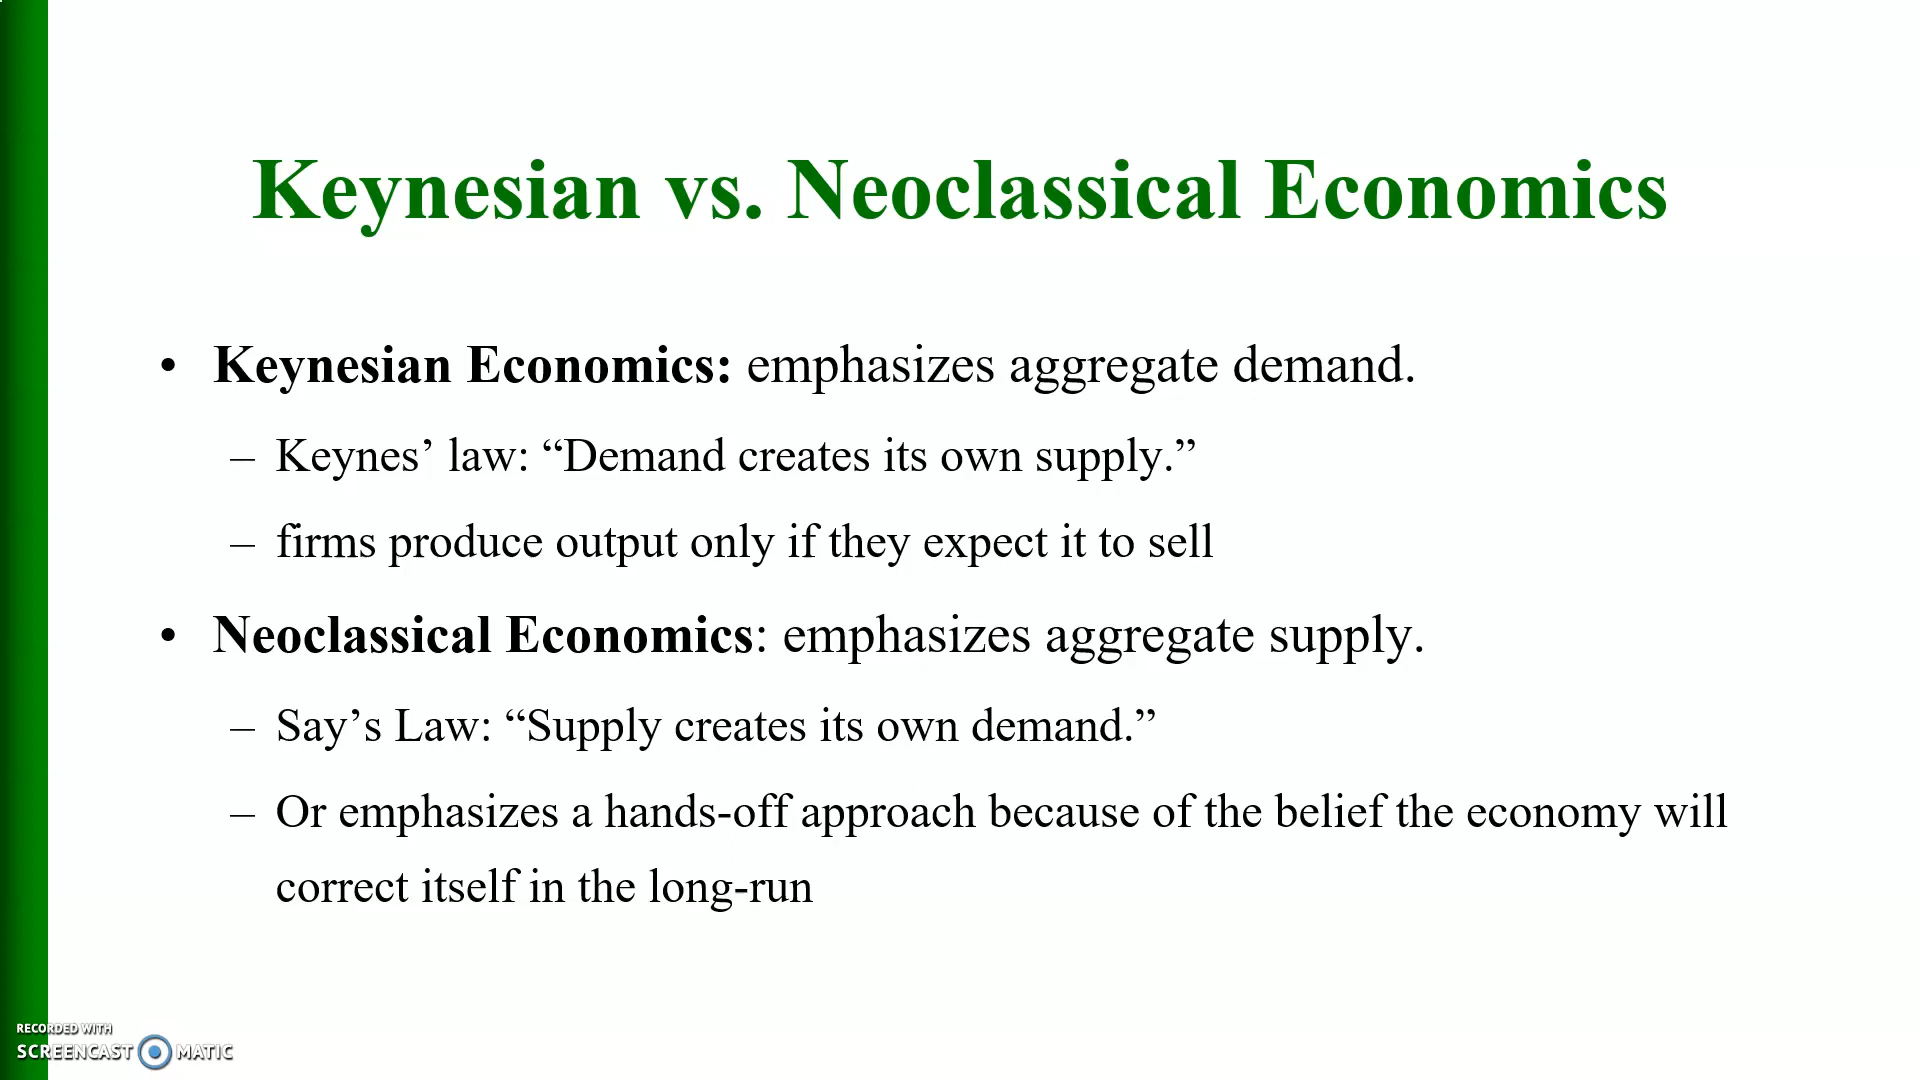 Keynesian vs. Neoclassical Economics
• Keynesian Economics: emphasizes aggregate demand.
– Keynes’ law: “Demand creates its own supply.”
– firms produce output only if they expect it to sell
• Neoclassical Economics: emphasizes aggregate supply.
– Say’s Law: “Supply creates its own demand.”
– Or emphasizes a hands-off approach because of the belief the economy will
correct itself in the long-run
RECORDED WITH
SCREENCAST MATIC